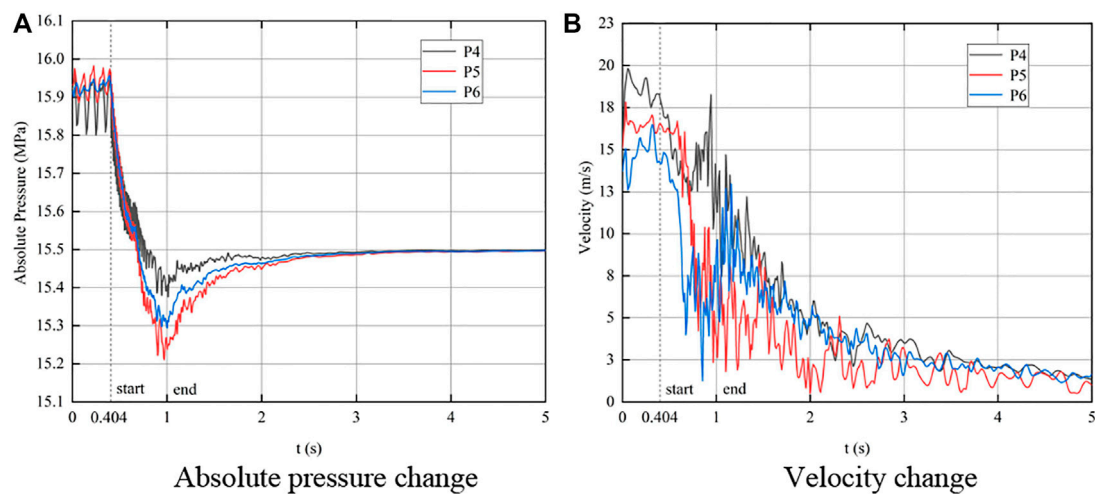 A
16.1
16.0
15.9
15.8
15.7
15.6
15.5
15.4
15.3
15.2
15.1
Absolute Pressure (MPa)
P4
P5
P6
start
end
0 0.404 1 2 3 4 5
t (s)
Absolute pressure change
B
23
20
18
15
13
10
8
5
3
0
Velocity (m/s)
P4
P5
P6
start
end
0 0.404 1 2 3 4 5
t (s)
Velocity change